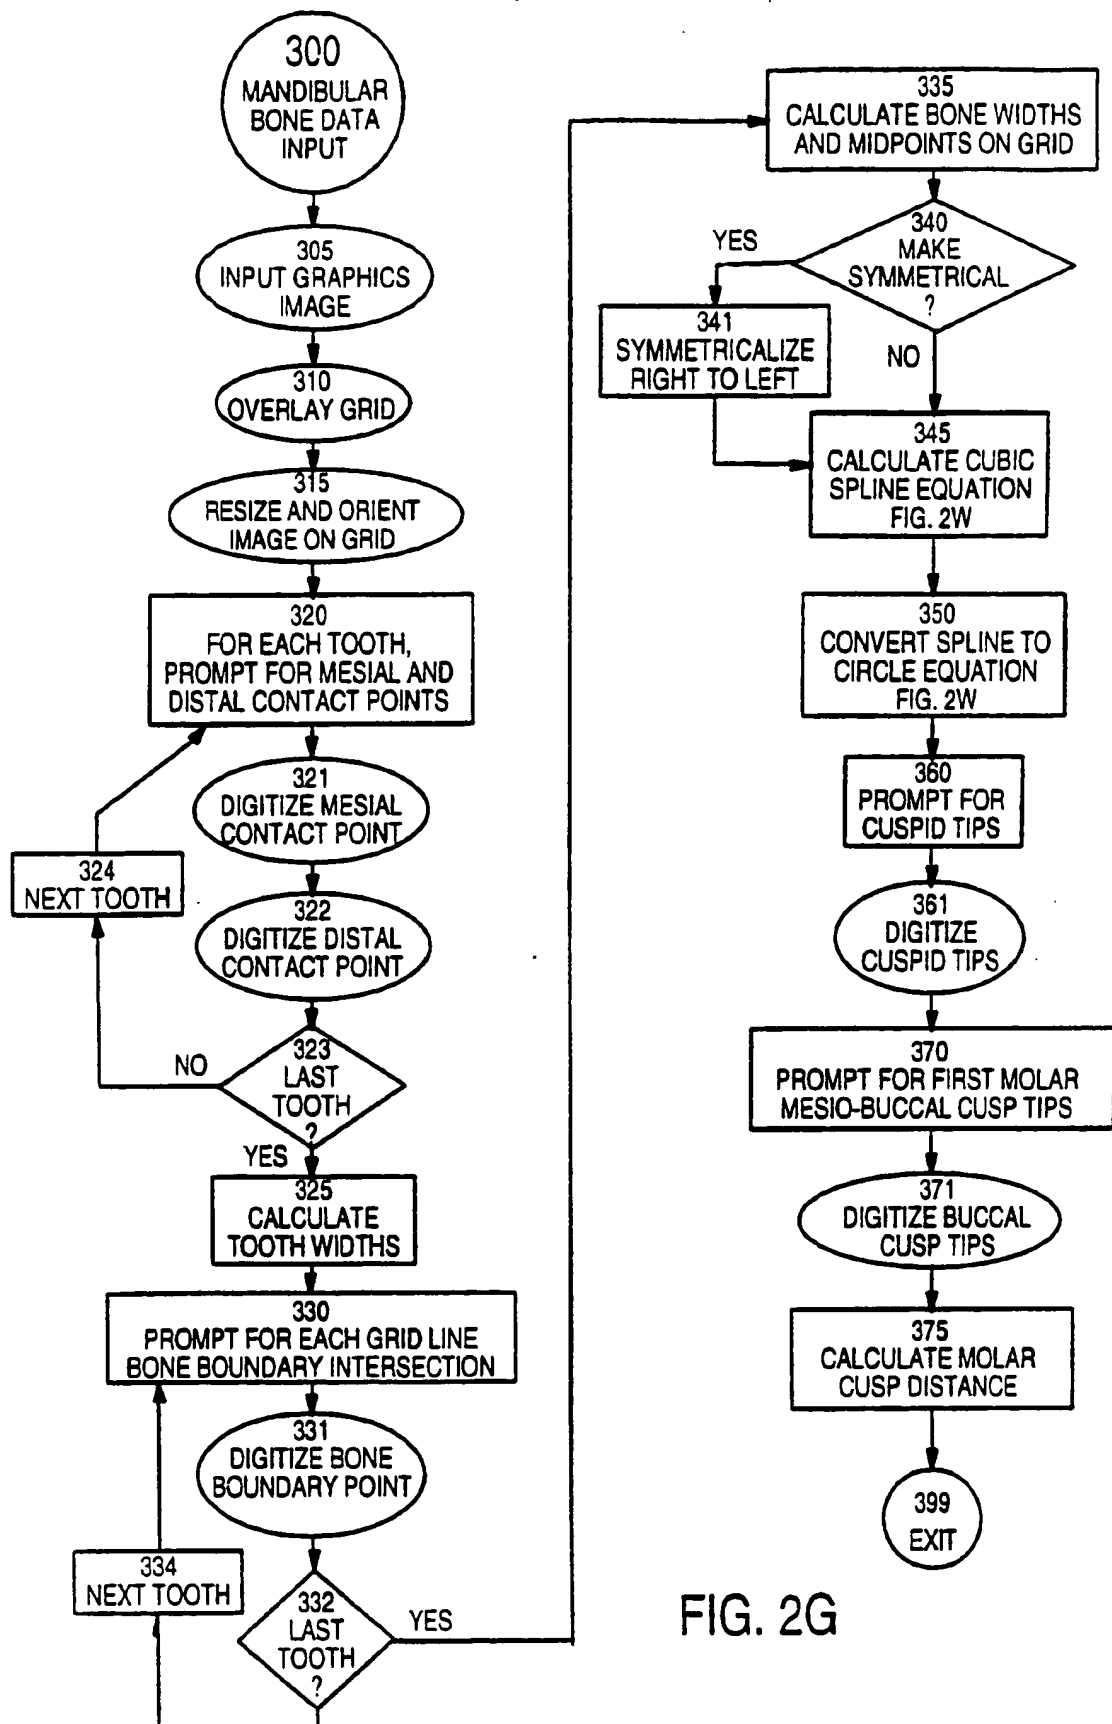 300
MANDIBULAR
BONE DATA
INPUT
305
INPUT GRAPHICS
IMAGE
310
OVERLAY GRID
315
RESIZE AND ORIENT
IMAGE ON GRID
320
FOR EACH TOOTH,
PROMPT FOR MESIAL AND
DISTAL CONTACT POINTS
321
DIGITIZE MESIAL
CONTACT POINT
324
NEXT TOOTH
322
DIGITIZE DISTAL
CONTACT POINT
323
LAST
TOOTH
?
NO
YES
325
CALCULATE
TOOTH WIDTHS
330
PROMPT FOR EACH GRID LINE
BONE BOUNDARY INTERSECTION
331
DIGITIZE BONE
BOUNDARY POINT
334
NEXT TOOTH
332
LAST
TOOTH
?
YES
335
CALCULATE BONE WIDTHS
AND MIDPOINTS ON GRID
340
MAKE
SYMMETRICAL
?
YES
341
SYMMETRICALIZE
RIGHT TO LEFT
NO
345
CALCULATE CUBIC
SPLINE EQUATION
FIG. 2W
350
CONVERT SPLINE TO
CIRCLE EQUATION
FIG. 2W
360
PROMPT FOR
CUSPID TIPS
361
DIGITIZE
CUSPID TIPS
370
PROMPT FOR FIRST MOLAR
MESIO-BUCCAL CUSP TIPS
371
DIGITIZE BUCCAL
CUSP TIPS
375
CALCULATE MOLAR
CUSP DISTANCE
399
EXIT
FIG. 2G